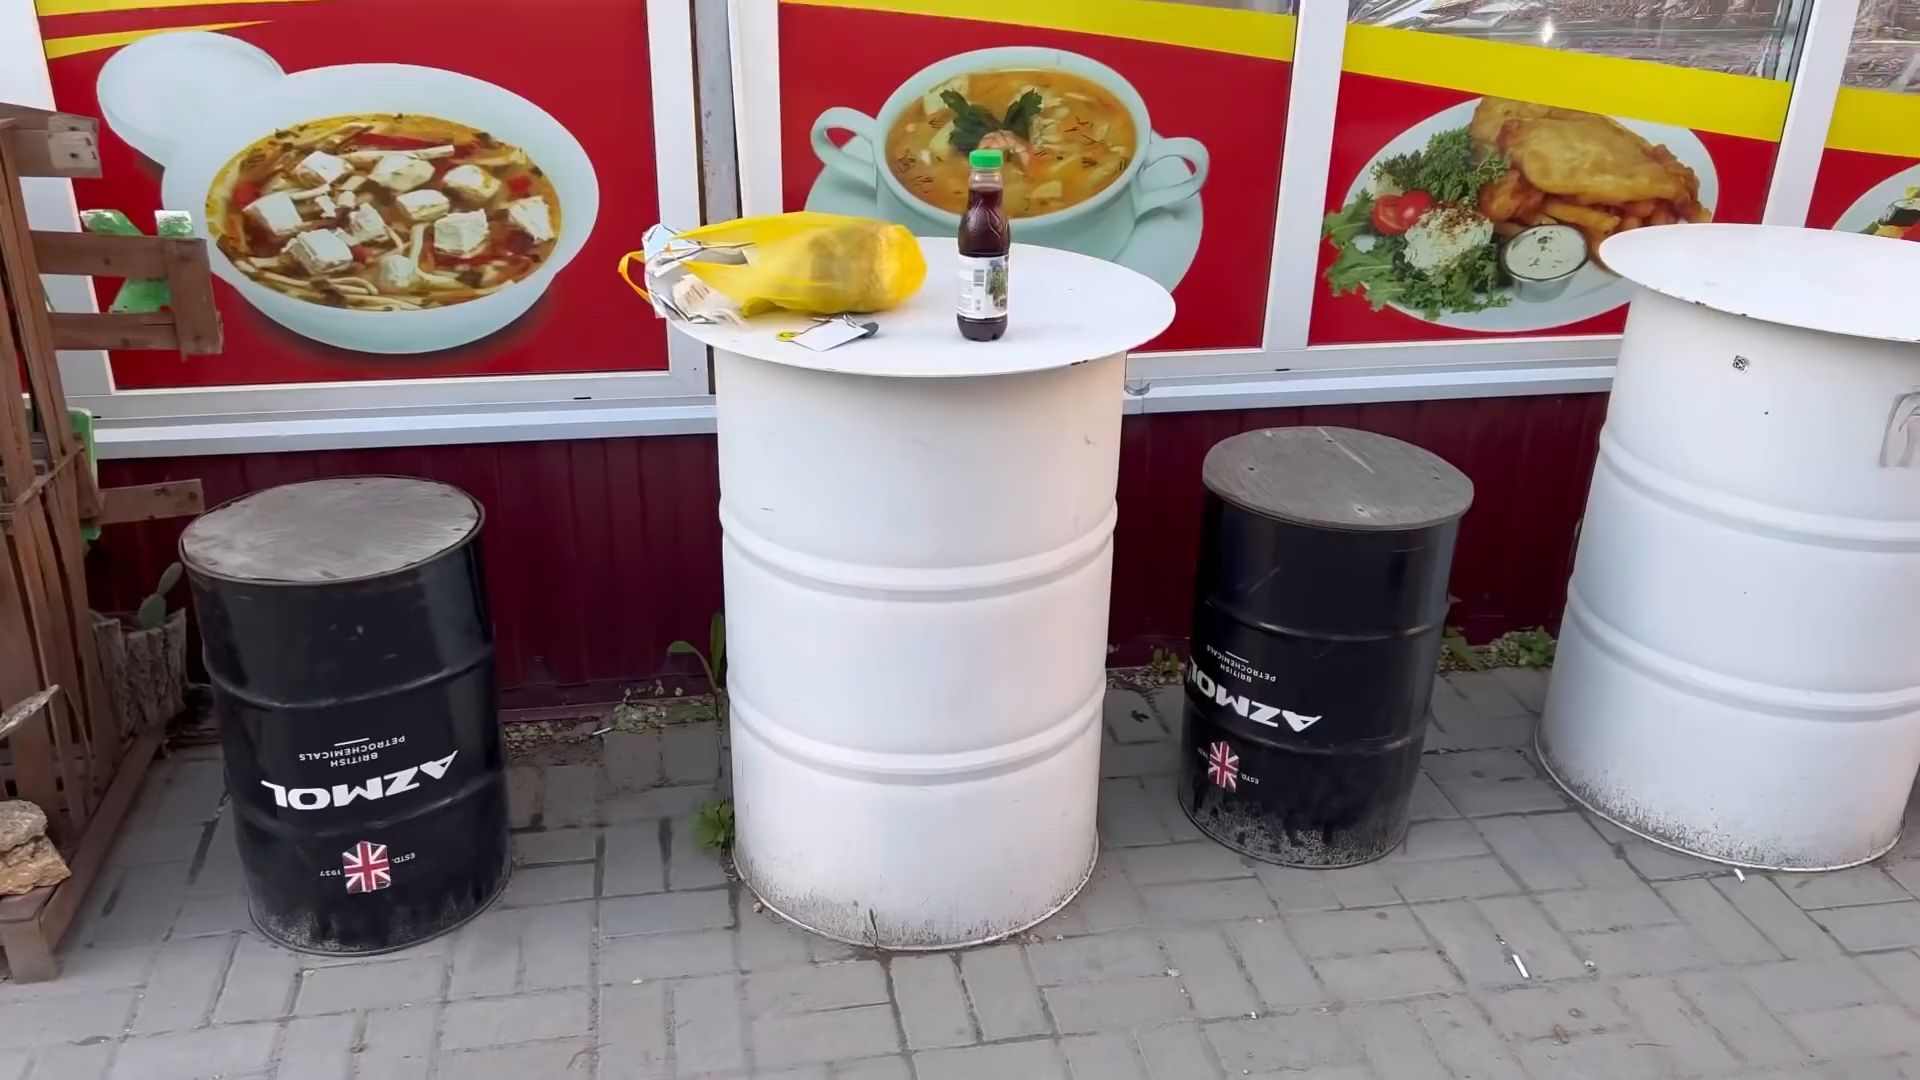 BRITISH
PETROCHEMICALS
AZMOL
ESTD. 1937
BRITISH
PETROCHEMICALS
AZMOL
ESTD.